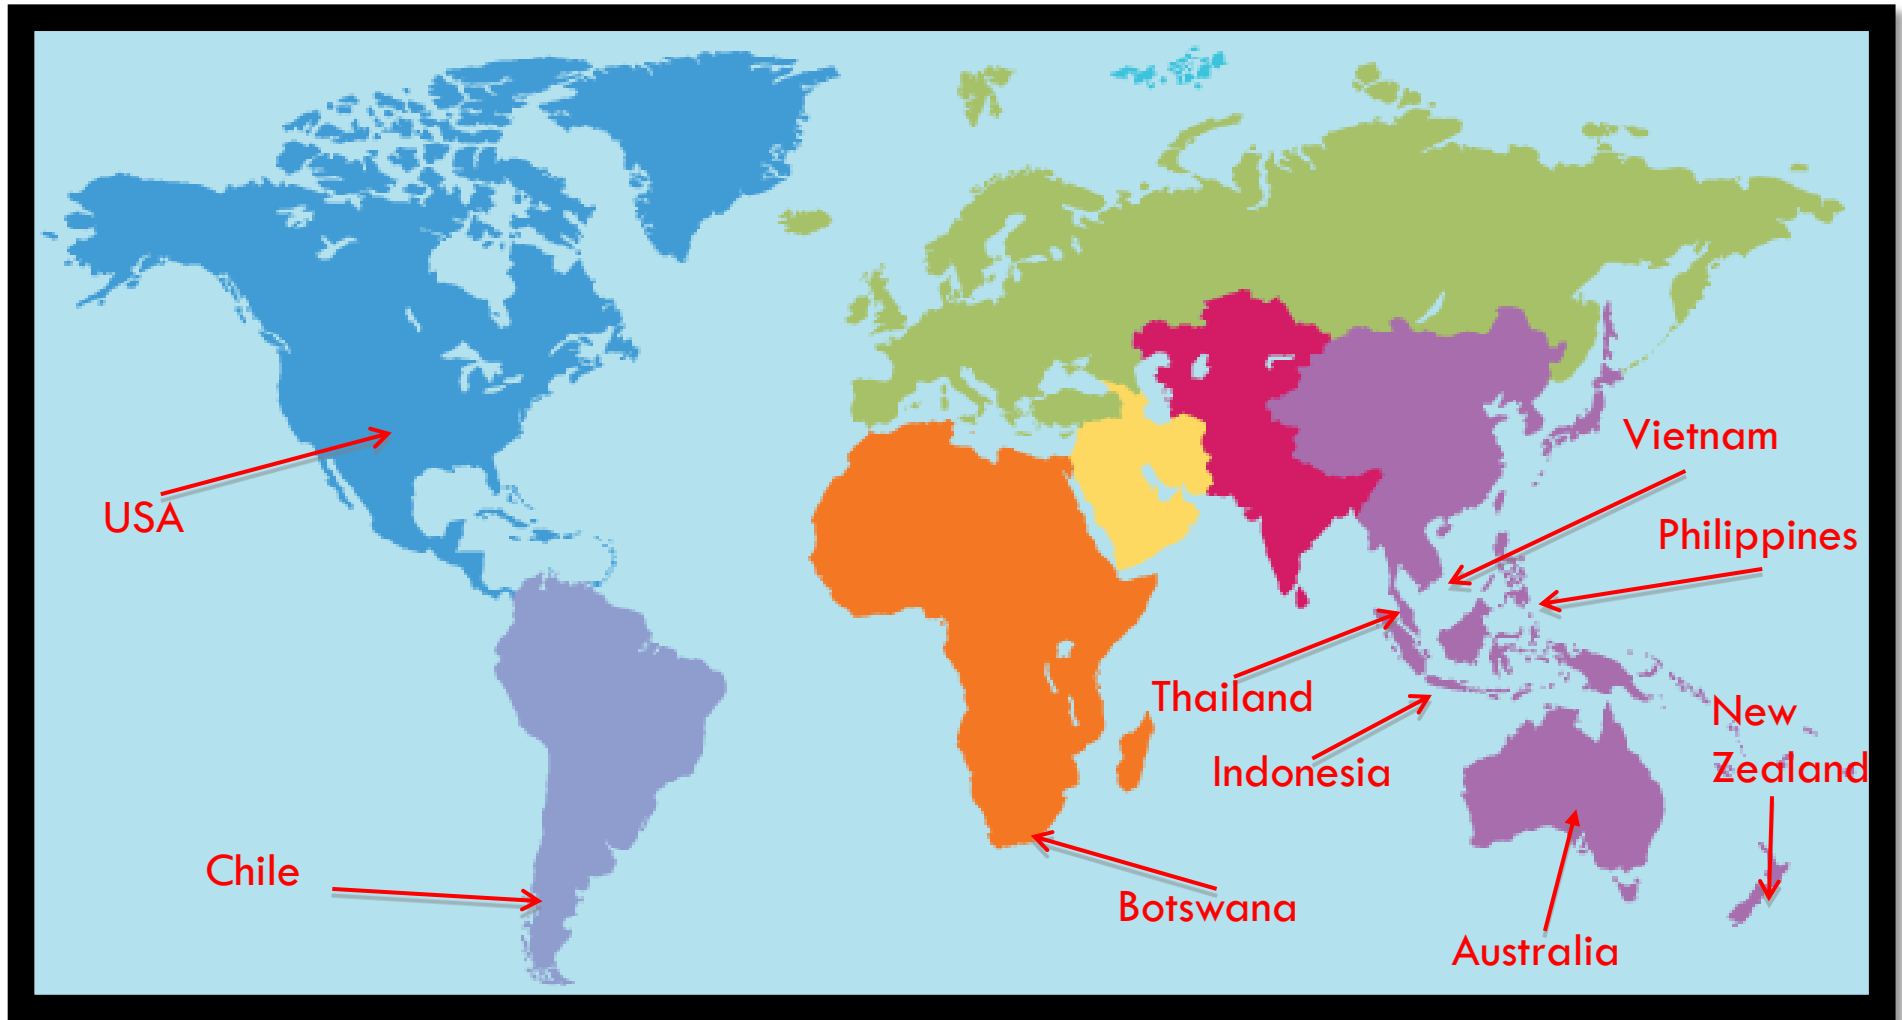 Vietnam
USA
Philippines
Thailand
New
Zealand
Indonesia
Chile
Botswana
Australia